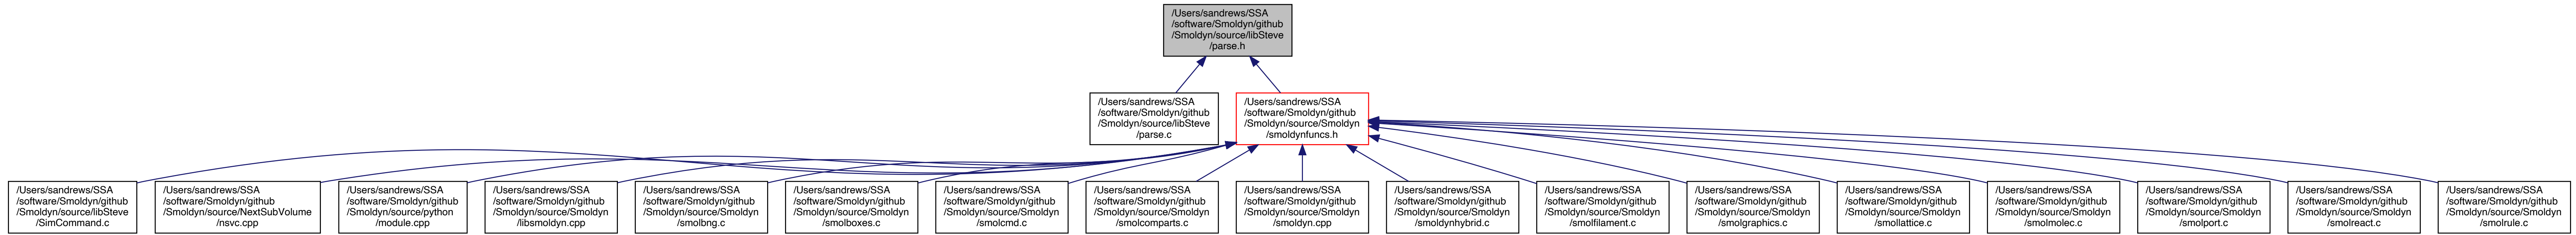 /Users/sandrews/SSA
/software/Smoldyn/github
/Smoldyn/source/libSteve
/parse.h
/Users/sandrews/SSA
/software/Smoldyn/github
/Smoldyn/source/libSteve
/parse.c
/Users/sandrews/SSA
/software/Smoldyn/github
/Smoldyn/source/Smoldyn
/smoldynfuncs.h
/Users/sandrews/SSA
/software/Smoldyn/github
/Smoldyn/source/libSteve
/SimCommand.c
/Users/sandrews/SSA
/software/Smoldyn/github
/Smoldyn/source/NextSubVolume
/nsvc.cpp
/Users/sandrews/SSA
/software/Smoldyn/github
/Smoldyn/source/python
/module.cpp
/Users/sandrews/SSA
/software/Smoldyn/github
/Smoldyn/source/Smoldyn
/libsmoldyn.cpp
/Users/sandrews/SSA
/software/Smoldyn/github
/Smoldyn/source/Smoldyn
/smolbng.c
/Users/sandrews/SSA
/software/Smoldyn/github
/Smoldyn/source/Smoldyn
/smolboxes.c
/Users/sandrews/SSA
/software/Smoldyn/github
/Smoldyn/source/Smoldyn
/smolcmd.c
/Users/sandrews/SSA
/software/Smoldyn/github
/Smoldyn/source/Smoldyn
/smolcomparts.c
/Users/sandrews/SSA
/software/Smoldyn/github
/Smoldyn/source/Smoldyn
/smoldyn.cpp
/Users/sandrews/SSA
/software/Smoldyn/github
/Smoldyn/source/Smoldyn
/smoldynhybrid.c
/Users/sandrews/SSA
/software/Smoldyn/github
/Smoldyn/source/Smoldyn
/smolfilament.c
/Users/sandrews/SSA
/software/Smoldyn/github
/Smoldyn/source/Smoldyn
/smolgraphics.c
/Users/sandrews/SSA
/software/Smoldyn/github
/Smoldyn/source/Smoldyn
/smollattice.c
/Users/sandrews/SSA
/software/Smoldyn/github
/Smoldyn/source/Smoldyn
/smolmolec.c
/Users/sandrews/SSA
/software/Smoldyn/github
/Smoldyn/source/Smoldyn
/smolport.c
/Users/sandrews/SSA
/software/Smoldyn/github
/Smoldyn/source/Smoldyn
/smolreact.c
/Users/sandrews/SSA
/software/Smoldyn/github
/Smoldyn/source/Smoldyn
/smolrule.c